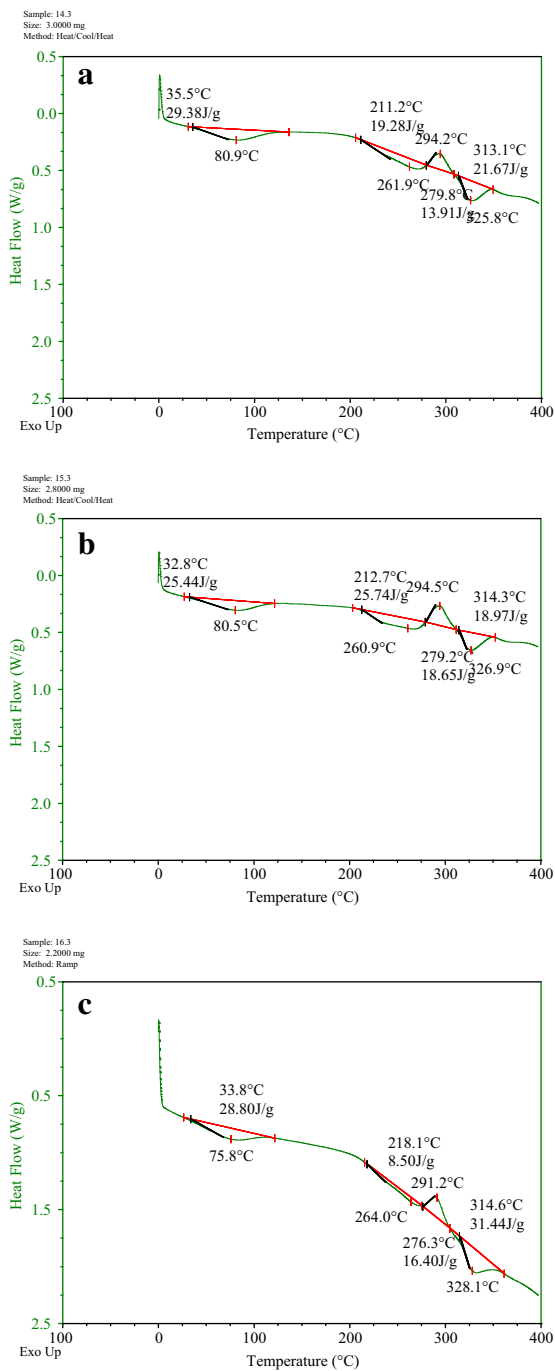 Sample: 14.3
Size: 3.0000 mg
Method: Heat/Cool/Heat
a
0.5
0.0
0.5
1.0
2.0
2.5
Heat Flow (W/g)
35.5°C
29.38J/g
80.9°C
211.2°C
19.28J/g
294.2°C
313.1°C
21.67J/g
261.9°C
279.8°C
13.91J/g
325.8°C
100
0
100
200
300
400
Exo Up
Temperature (°C)
Sample: 15.3
Size: 2.8000 mg
Method: Heat/Cool/Heat
b
0.5
0.0
0.5
1.0
1.5
2.0
2.5
Heat Flow (W/g)
32.8°C
25.44J/g
80.5°C
212.7°C
25.74J/g
294.5°C
314.3°C
18.97J/g
260.9°C
279.2°C
18.65J/g
326.9°C
100
0
100
200
300
400
Exo Up
Temperature (°C)
Sample: 16.3
Size: 2.2000 mg
Method: Ramp
c
0.5
0.5
1.5
2.5
Heat Flow (W/g)
33.8°C
28.80J/g
75.8°C
218.1°C
8.50J/g
291.2°C
314.6°C
31.44J/g
264.0°C
276.3°C
16.40J/g
328.1°C
100
0
100
200
300
400
Exo Up
Temperature (°C)